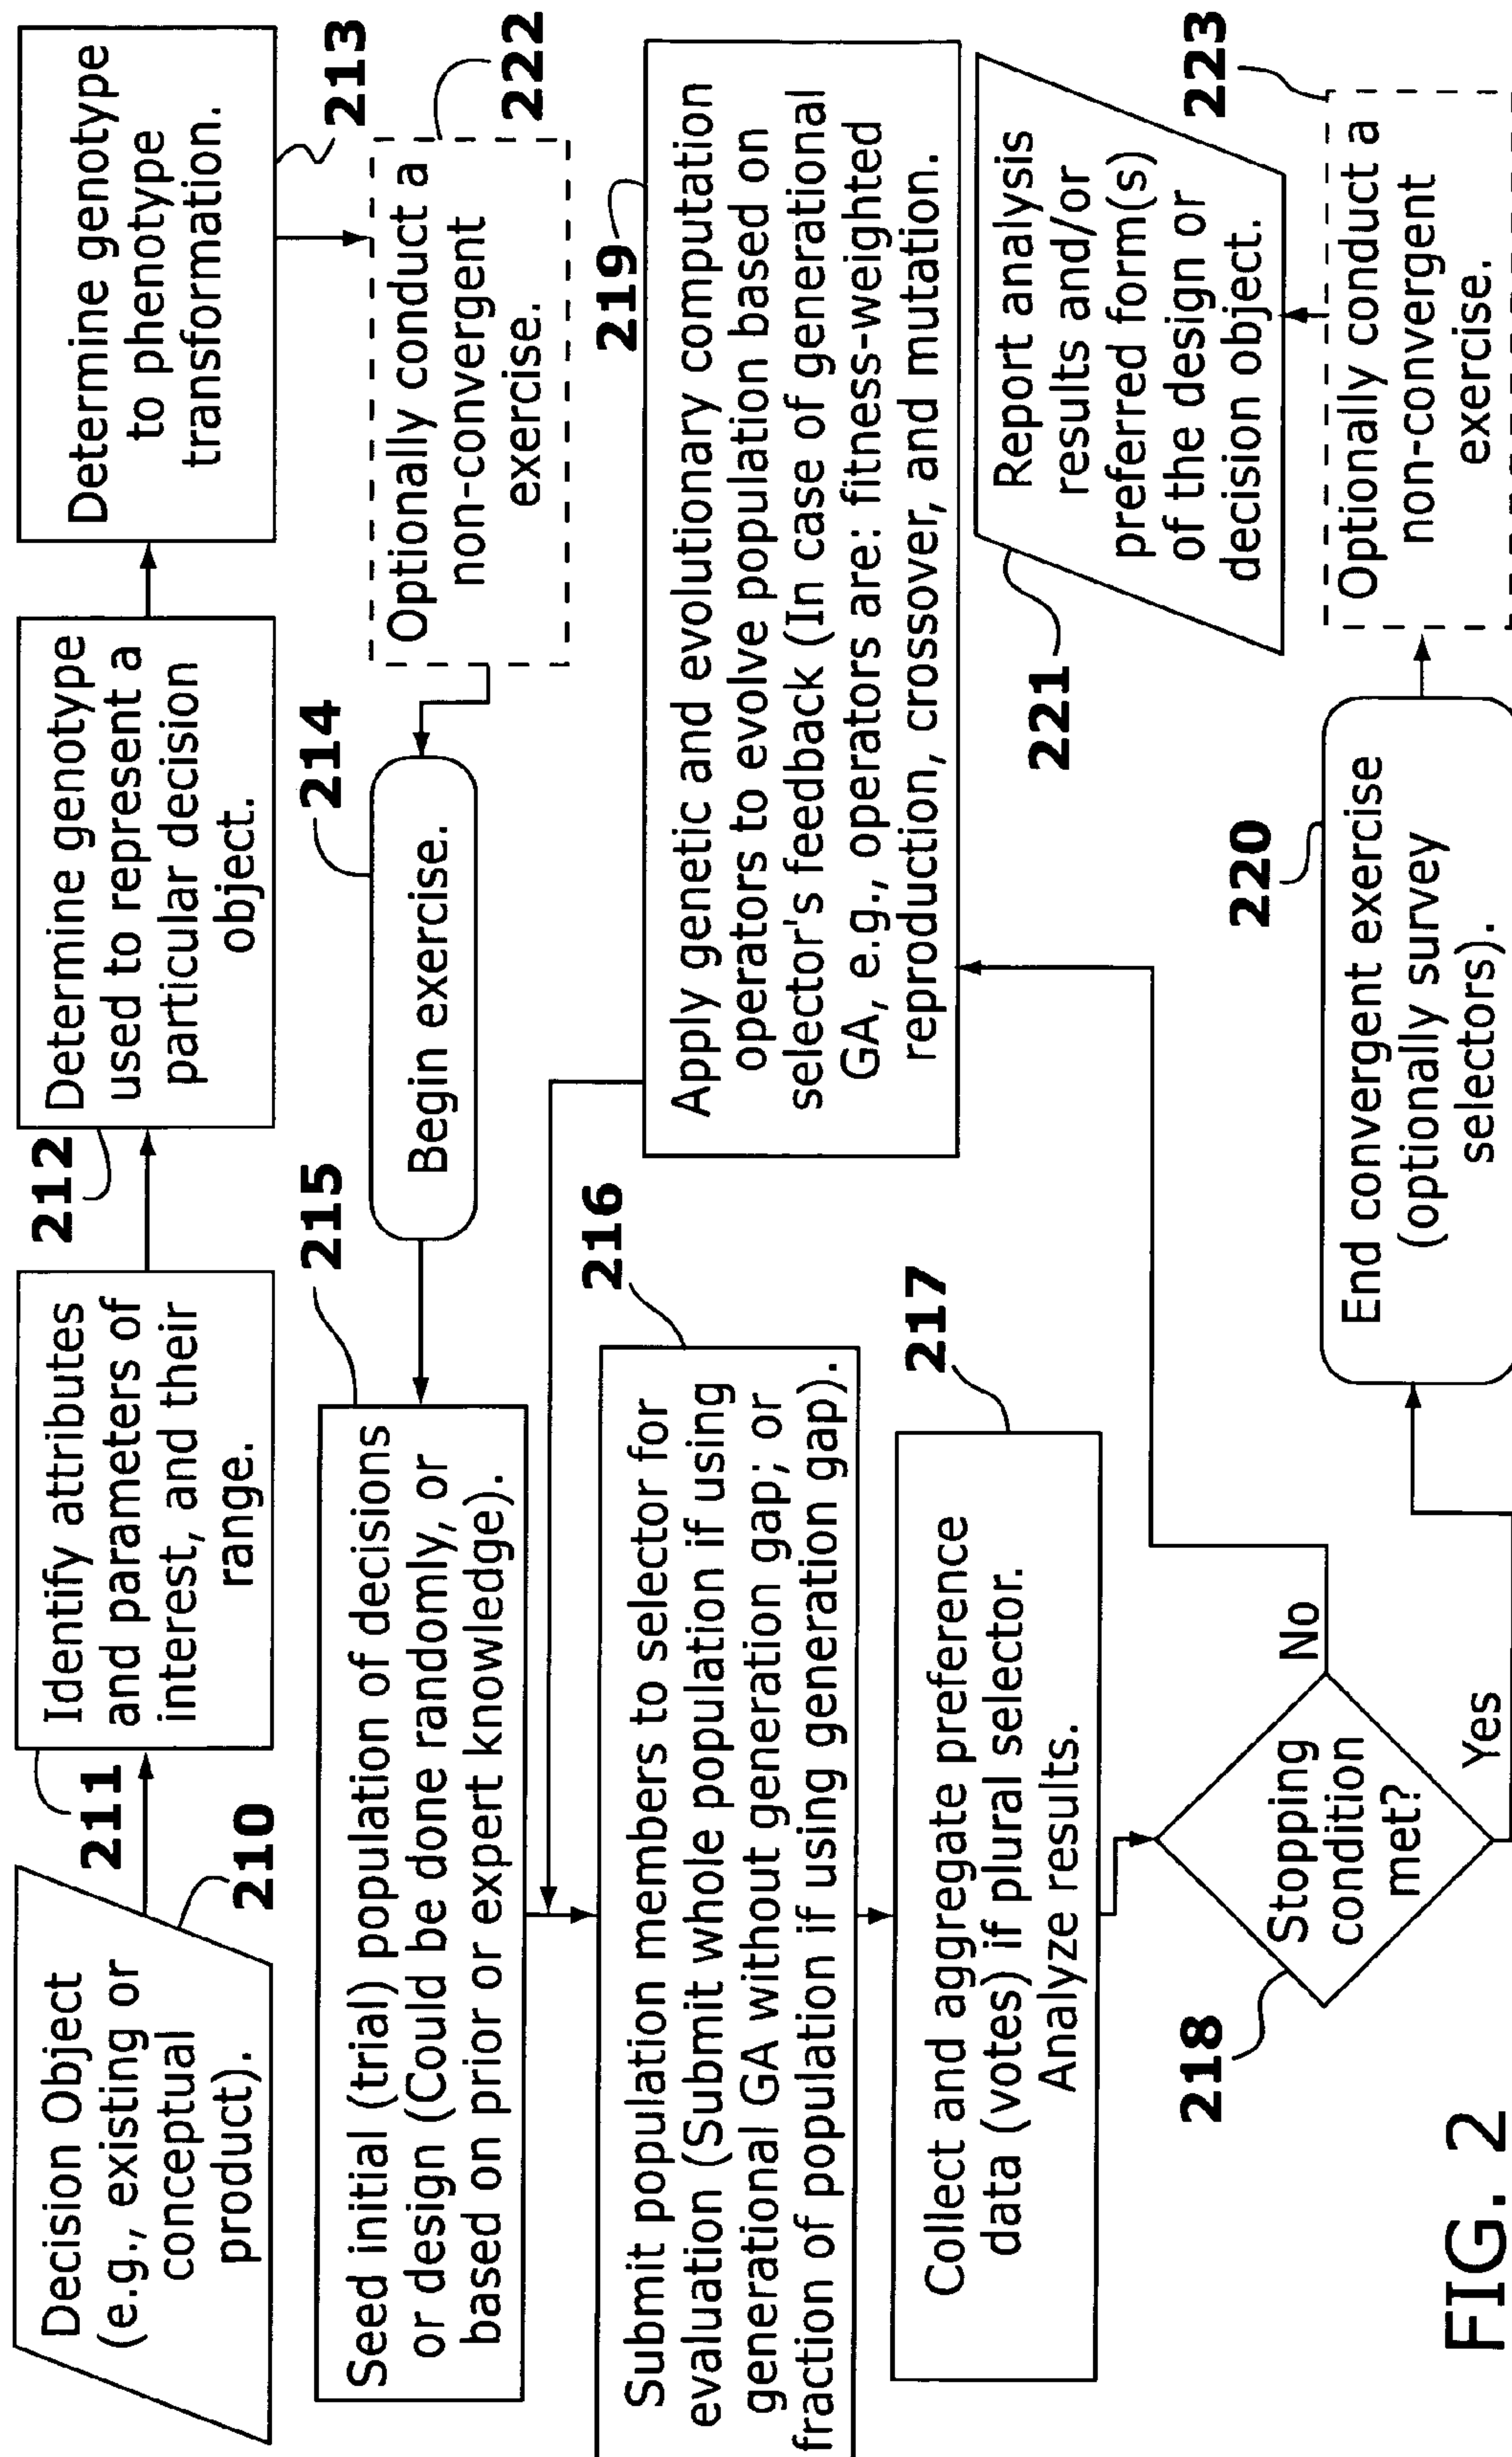 Decision Object
(e.g., existing or
conceptual
product).
210
211
Identify attributes
and parameters of
interest, and their
range.
212
Determine genotype
used to represent a
particular decision
object.
Determine genotype
to phenotype
transformation.
213
Optionally conduct a
non-convergent
exercise.
222
214
Begin exercise.
215
Seed initial (trial) population of decisions
or design (Could be done randomly, or
based on prior or expert knowledge).
216
Submit population members to selector for
evaluation (Submit whole population if using
generational GA without generation gap; or
fraction of population if using generation gap).
217
Collect and aggregate preference
data (votes) if plural selector.
Analyze results.
218
Stopping
condition
met?
No
Yes
219
Apply genetic and evolutionary computation
operators to evolve population based on
selector's feedback (In case of generational
GA, e.g., operators are: fitness-weighted
reproduction, crossover, and mutation.
220
End convergent exercise
(optionally survey
selectors).
Optionally conduct a
non-convergent
exercise.
223
221
Report analysis
results and/or
preferred form(s)
of the design or
decision object.
FIG. 2